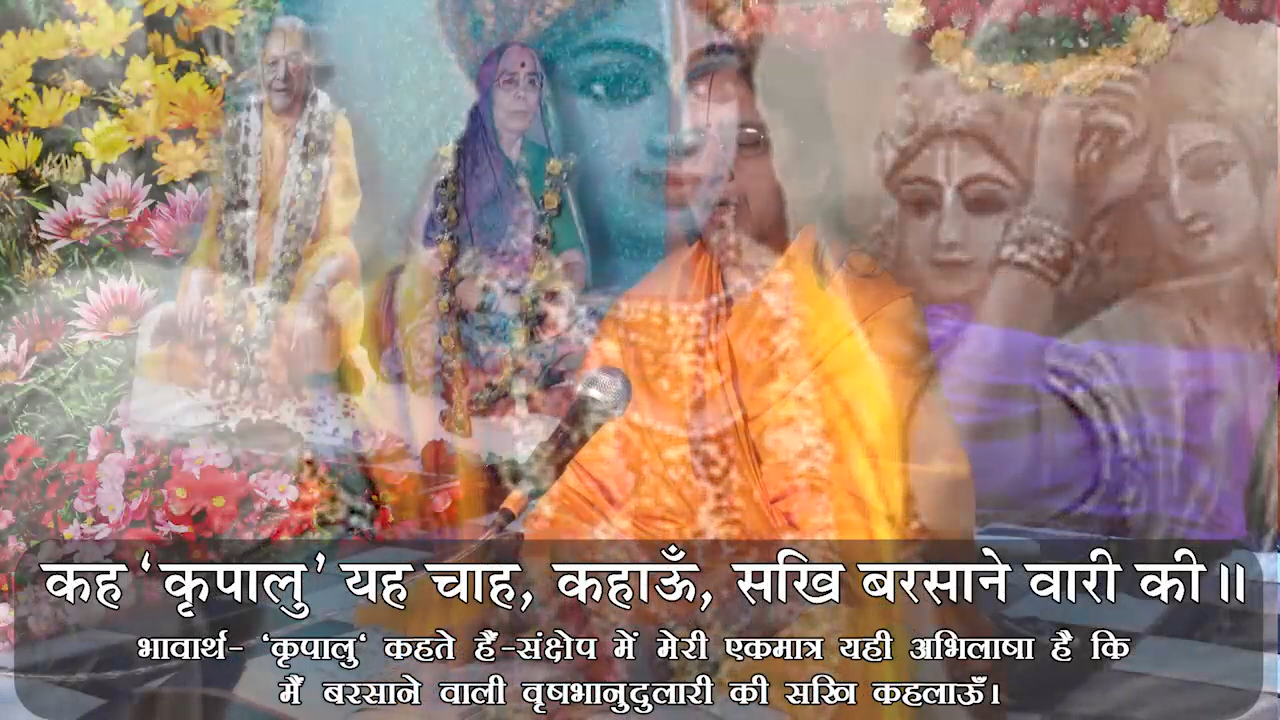 कह ‘कृपालु’ यह चाह, कहाऊँ, सखि बरसाने वारी की॥
भावार्थ- ‘कृपालु‘ कहते हैं-संक्षेप में मेरी एकमात्र यही अभिलाषा है कि
मैं बरसाने वाली वृषभानुदुलारी की सखि कहलाऊँ।